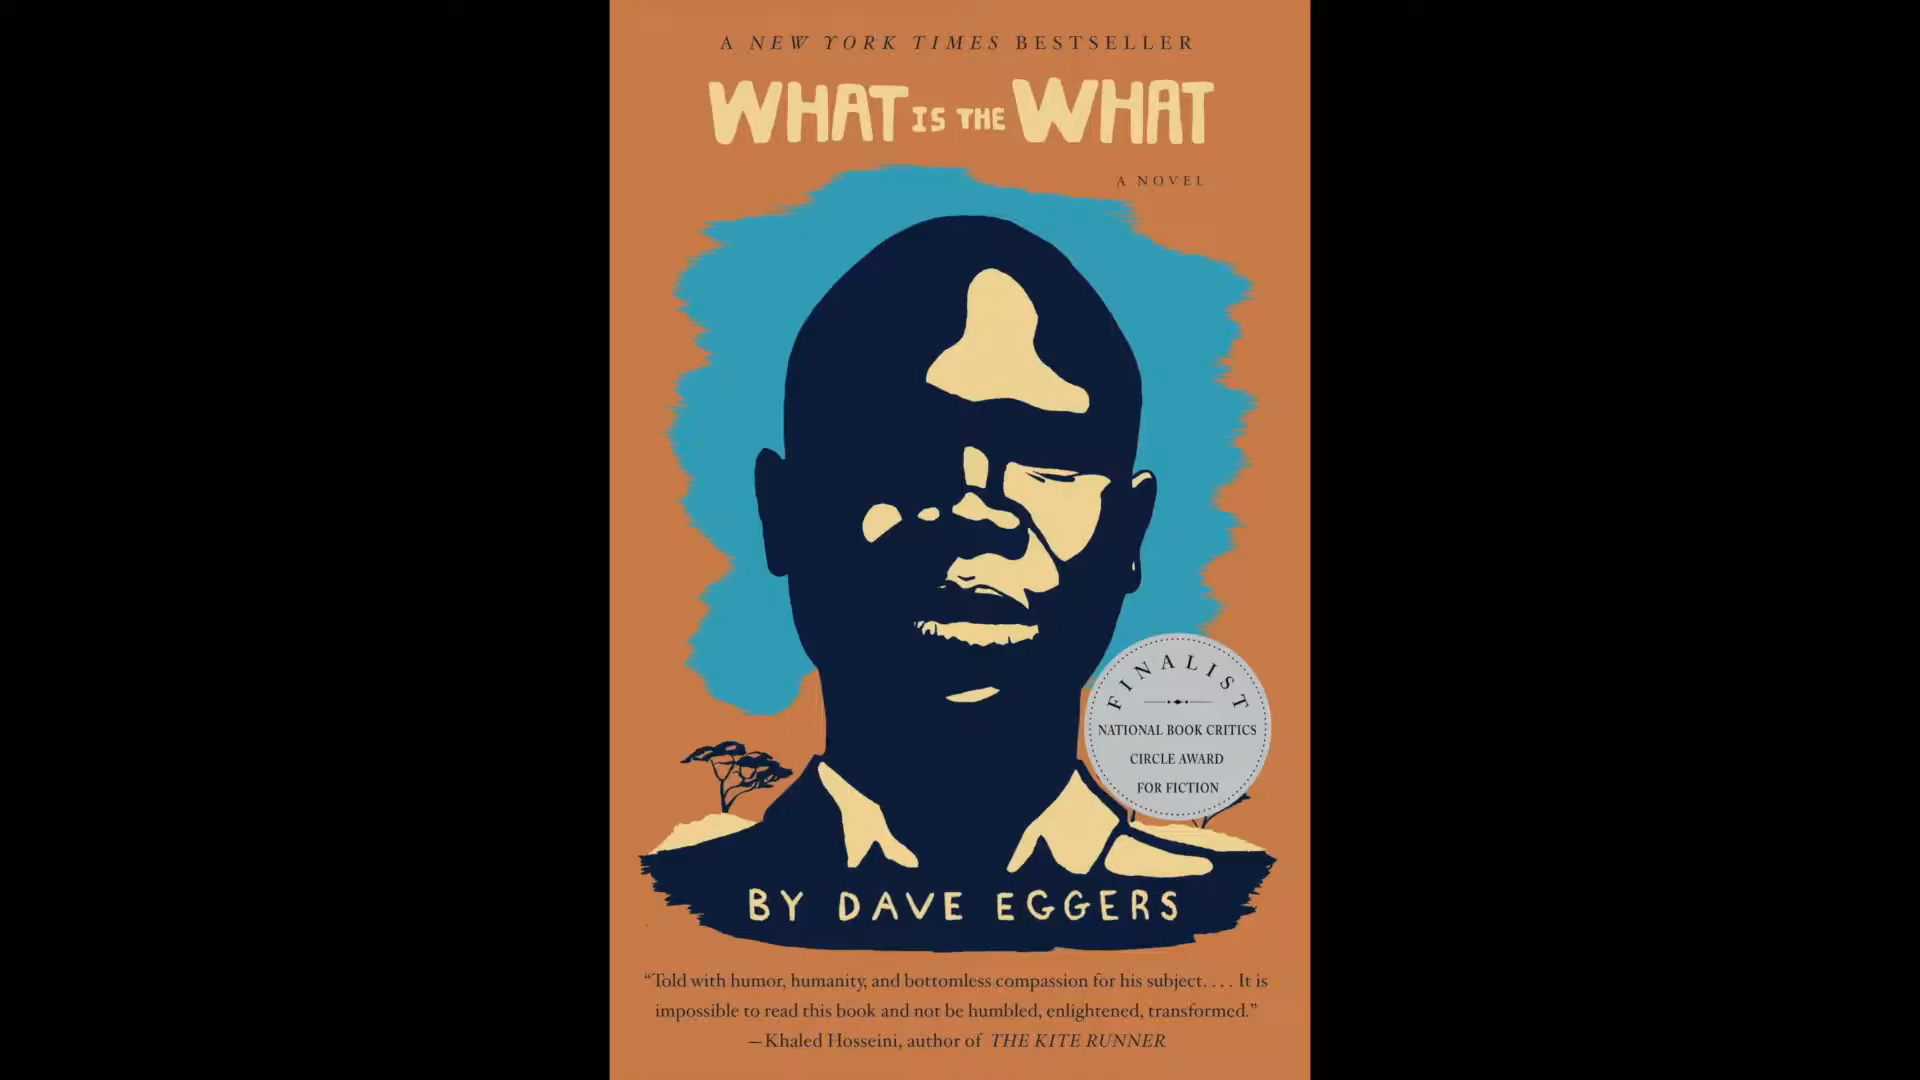 A NEW YORK TIMES BESTSELLER
WHAT IS THE WHAT
A NOVEL
FINALIST
NATIONAL BOOK CRITICS
CIRCLE AWARD
FOR FICTION
BY DAVE EGGERS
“Told with humor, humanity, and bottomless compassion for his subject. . . . It is
impossible to read this book and not be humbled, enlightened, transformed.”
—Khaled Hosseini, author of THE KITE RUNNER